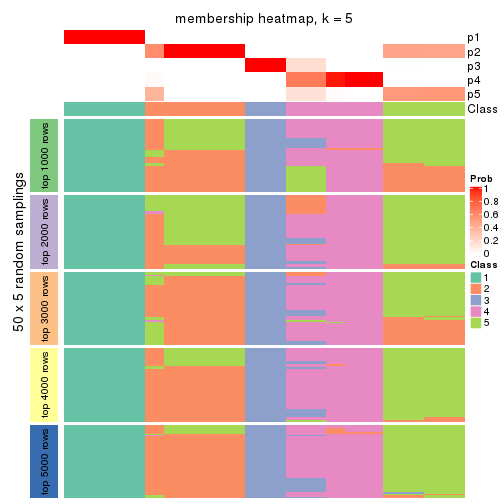 membership heatmap, k = 5
p1
p2
p3
p4
p5
Class
50 x 5 random samplings
top 1000 rows
top 2000 rows
top 3000 rows
top 4000 rows
top 5000 rows
Prob
1
0.8
0.6
0.4
0.2
0
Class
1
2
3
4
5